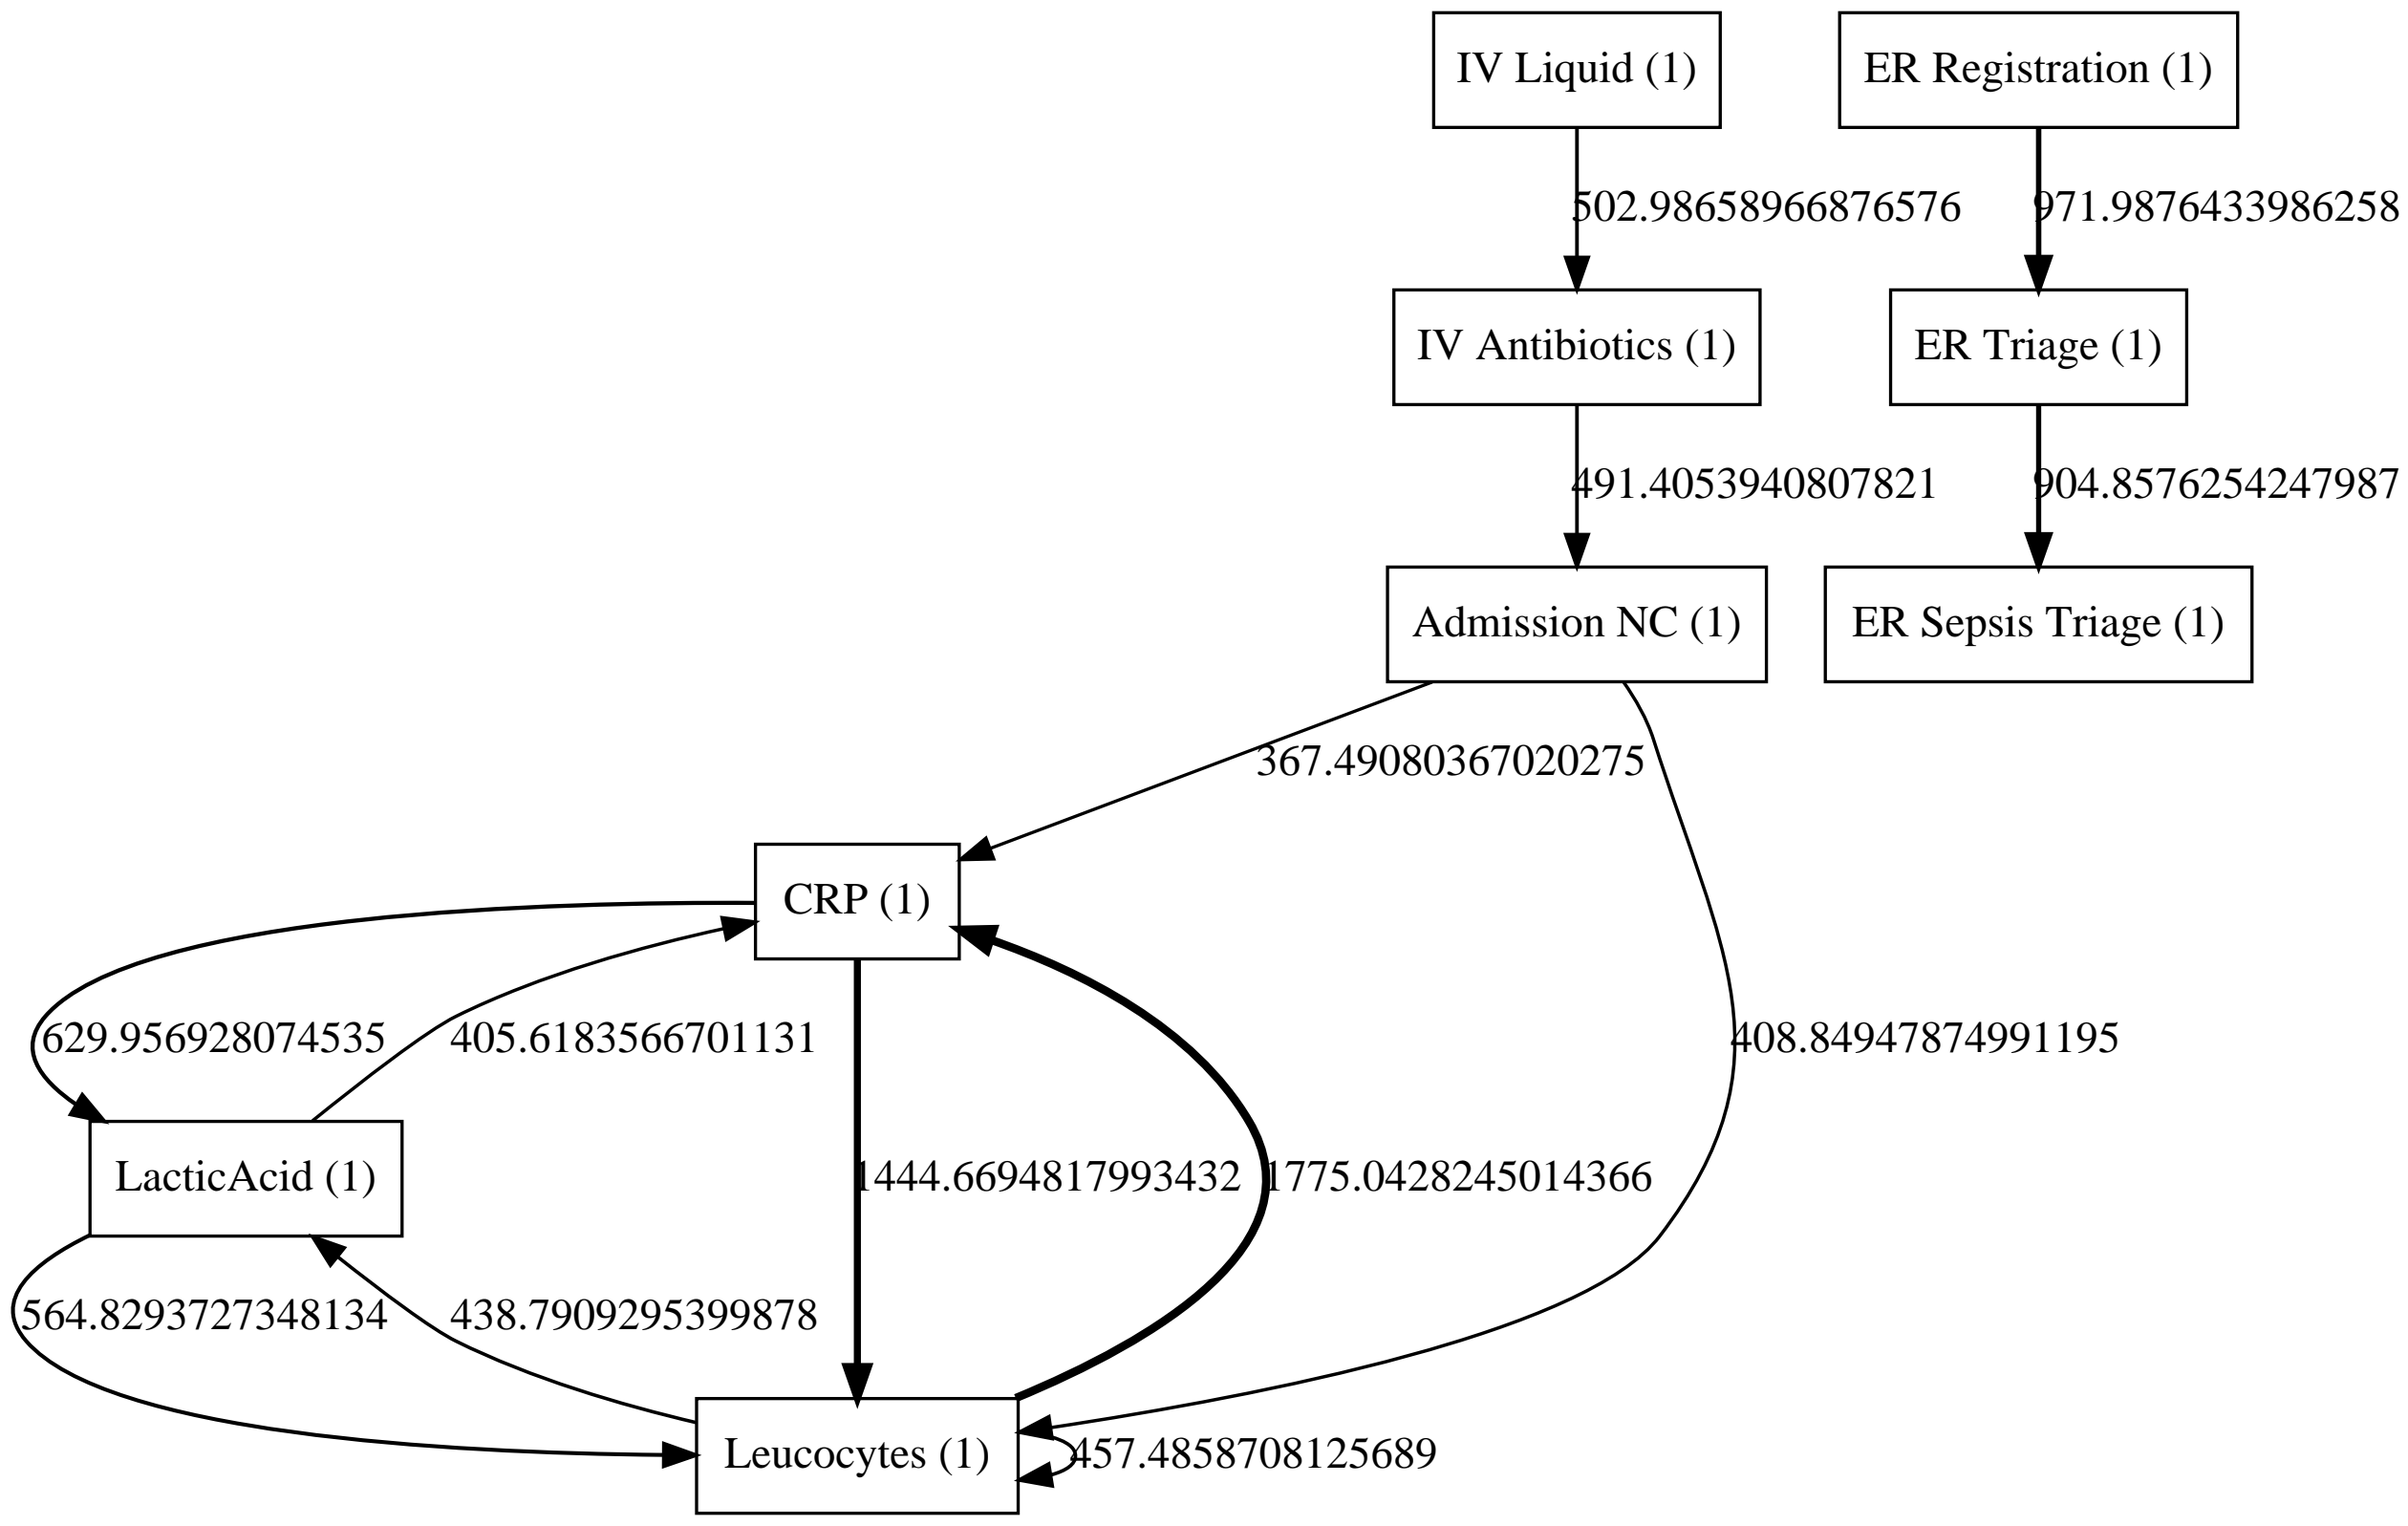 IV Liquid (1)
ER Registration (1)
502.98658966876576
971.9876433986258
IV Antibiotics (1)
ER Triage (1)
491.4053940807821
904.8576254247987
Admission NC (1)
ER Sepsis Triage (1)
367.49080367020275
CRP (1)
629.956928074535
405.6183566701131
408.84947874991195
LacticAcid (1)
1444.6694817993432
1775.0428245014366
564.8293727348134
438.7909295399878
Leucocytes (1)
457.4858708125689